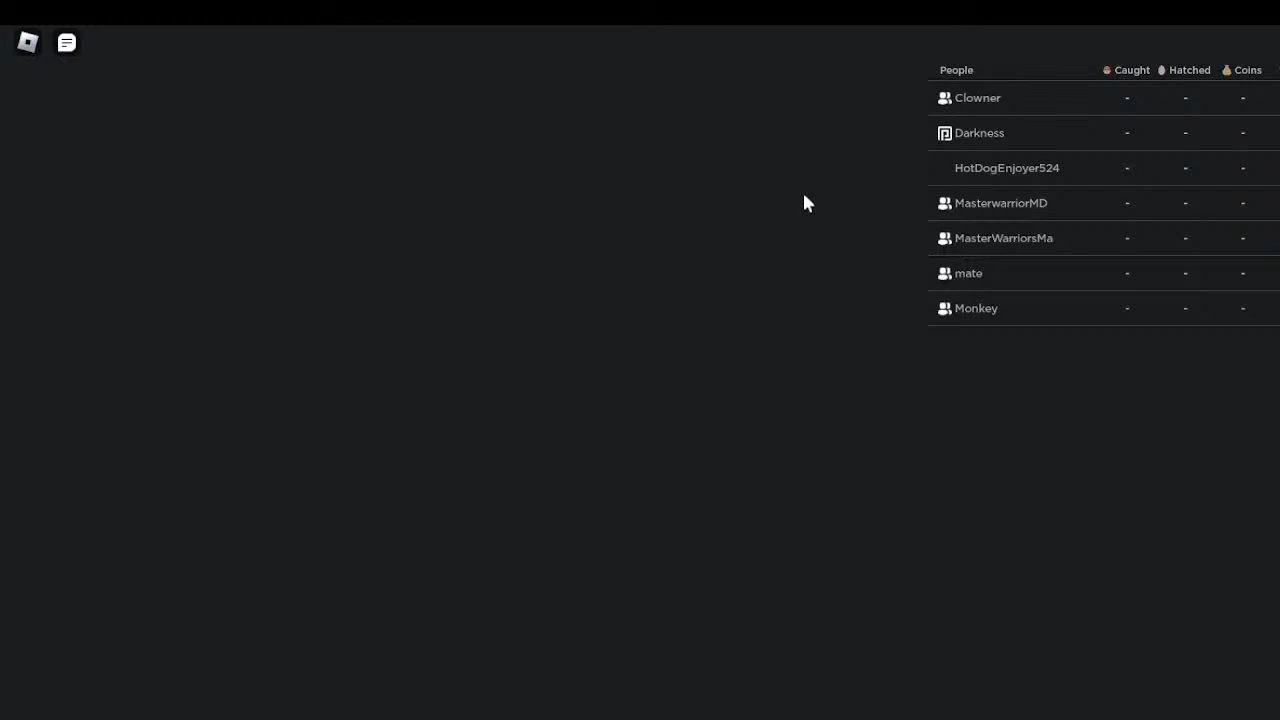 People Caught Hatched Coins
Clowner - - -
Darkness - - -
HotDogEnjoyer524 - - -
MasterwarriorMD - - -
MasterWarriorsMa - - -
mate - - -
Monkey - - -